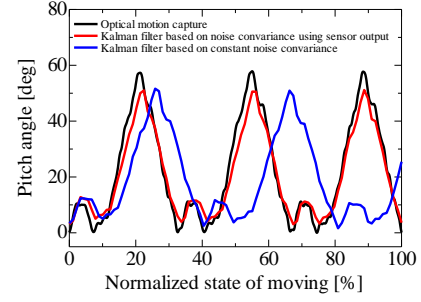 80
60
40
20
0
Pitch angle [deg]
Optical motion capture
Kalman filter based on noise convariance using sensor output
Kalman filter based on constant noise convariance
0 20 40 60 80 100
Normalized state of moving [%]